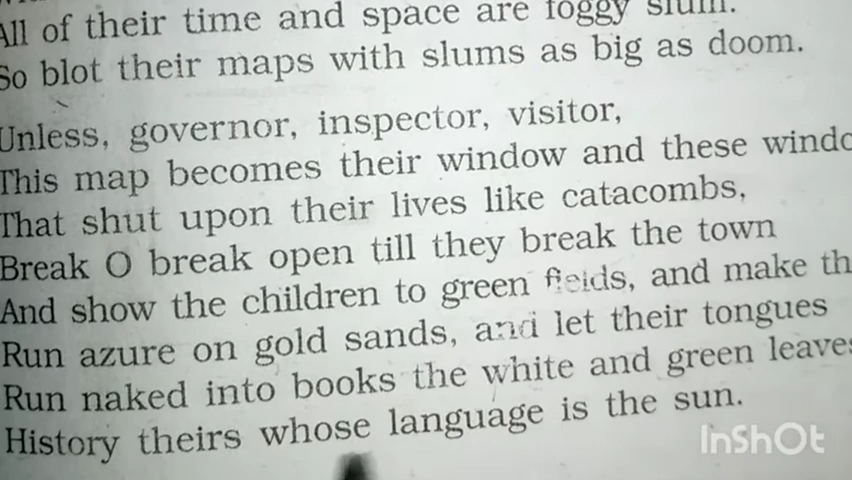 All of their time and space are foggy slum.
So blot their maps with slums as big as doom.
Unless, governor, inspector, visitor,
This map becomes their window and these windo
That shut upon their lives like catacombs,
Break O break open till they break the town
And show the children to green fields, and make th
Run azure on gold sands, and let their tongues
Run naked into books the white and green leaves
History theirs whose language is the sun.
InShOt